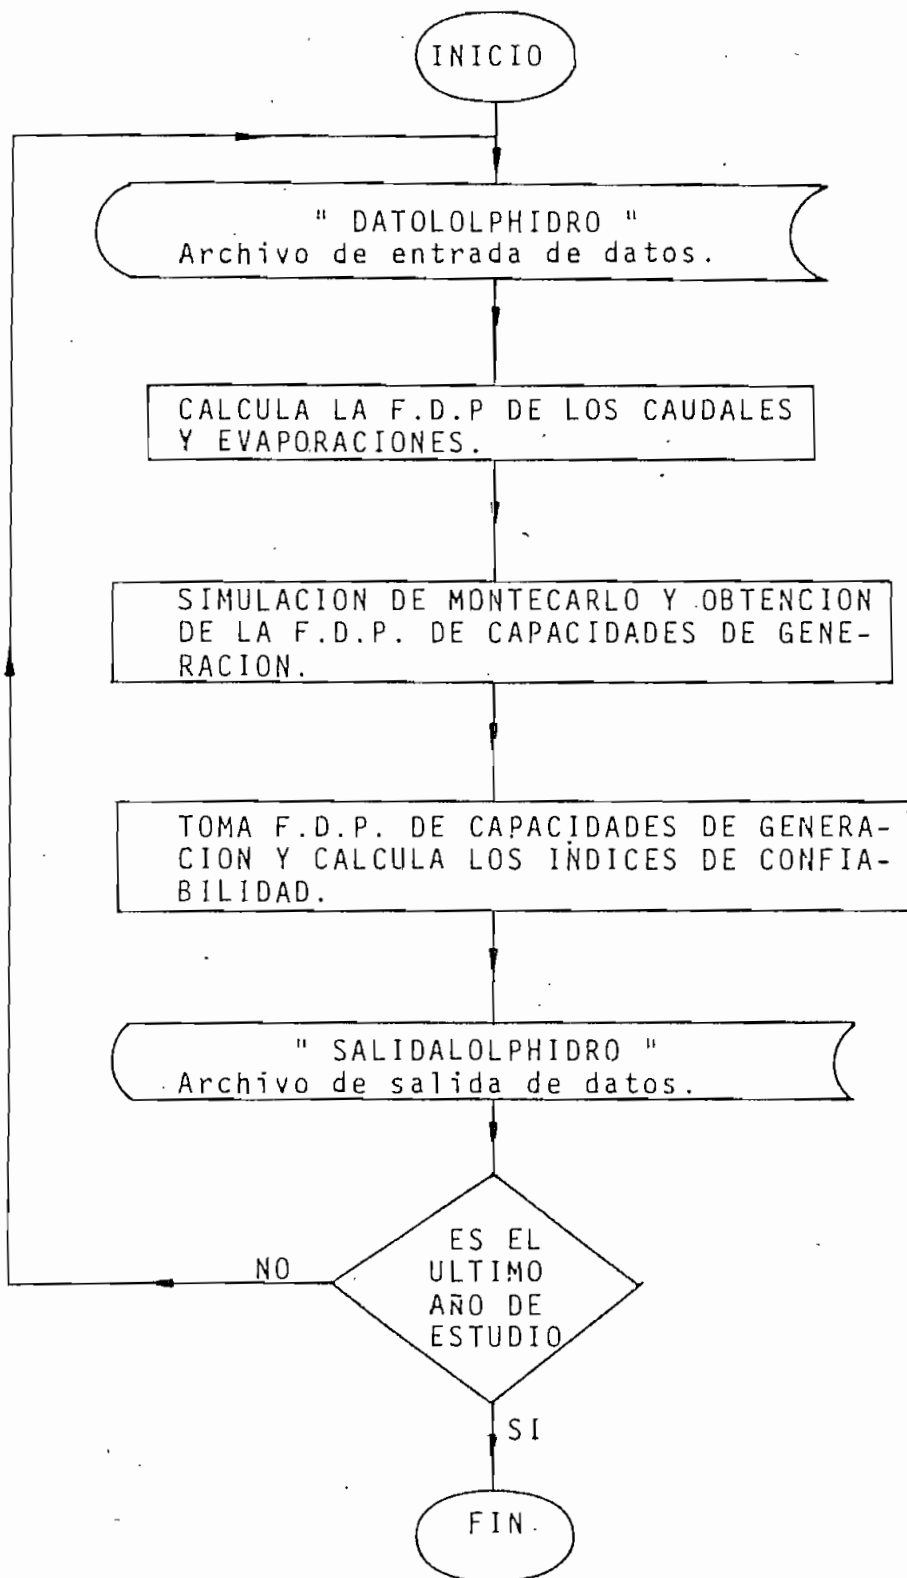 INICIO
" DATOLOLPHIDRO "
Archivo de entrada de datos.
CALCULA LA F.D.P DE LOS CAUDALES
Y EVAPORACIONES.
SIMULACION DE MONTECARLO Y OBTENCION
DE LA F.D.P. DE CAPACIDADES DE GENE-
RACION.
TOMA F.D.P. DE CAPACIDADES DE GENERA-
CION Y CALCULA LOS INDICES DE CONFIA-
BILIDAD.
" SALIDALOLPHIDRO "
Archivo de salida de datos.
ES EL
ULTIMO
AÑO DE
ESTUDIO
NO
SI
FIN.